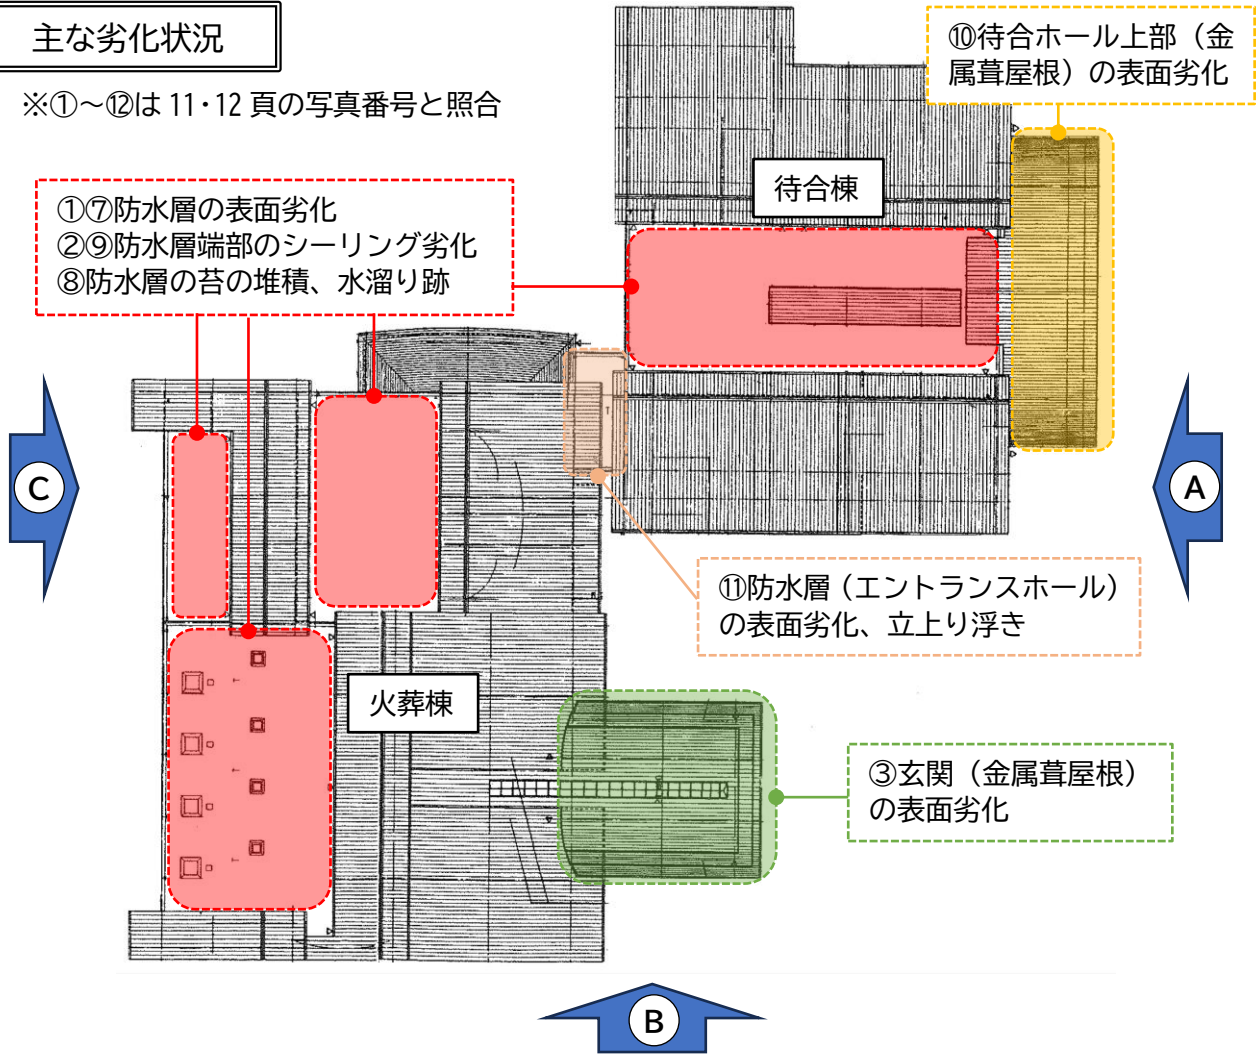 主な劣化状況
※①～⑫は 11・12 頁の写真番号と照合
⑩待合ホール上部（金
属葺屋根）の表面劣化
待合棟
①⑦防水層の表面劣化
②⑨防水層端部のシーリング劣化
⑧防水層の苔の堆積、水溜り跡
C
A
⑪防水層（エントランスホール）
の表面劣化、立上り浮き
火葬棟
③玄関（金属葺屋根）
の表面劣化
B